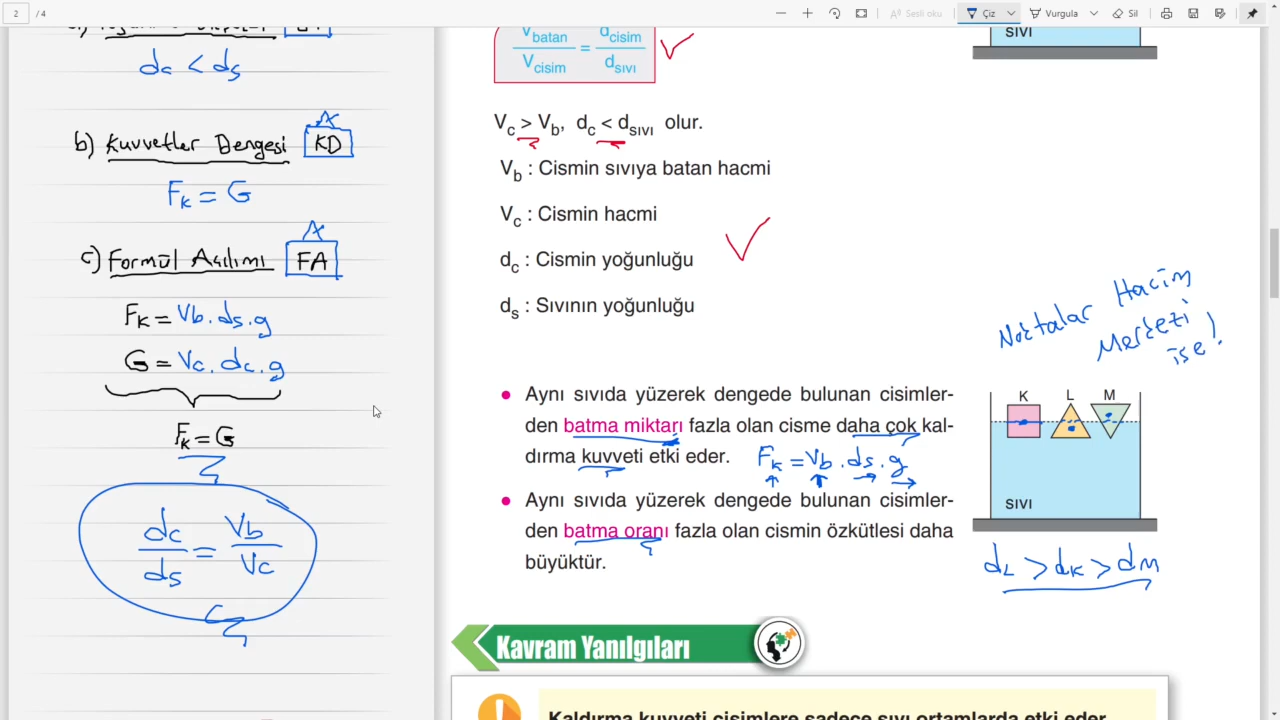 2 / 4
Sesli oku
Çiz
Vurgula
Sil
dc < ds
b) Kuvvetler Dengesi KD
FK = G
c) Formül Açılımı FA
FK = Vb . ds . g
G = Vc . dc . g
FK = G
dc/ds = Vb/Vc
Vbatan/Vcisim = dcisim/dsıvı
Vc > Vb, dc < dsıvı olur.
Vb : Cismin sıvıya batan hacmi
Vc : Cismin hacmi
dc : Cismin yoğunluğu
ds : Sıvının yoğunluğu
• Aynı sıvıda yüzerek dengede bulunan cisimler-
den batma miktarı fazla olan cisme daha çok kal-
dırma kuvveti etki eder. FK = Vb . ds . g
• Aynı sıvıda yüzerek dengede bulunan cisimler-
den batma oranı fazla olan cismin özkütlesi daha
büyüktür.
SIVI
Noktalar Hacim
Merkezi
ise!
K L M
SIVI
dL > dK > dM
Kavram Yanılgıları
Kaldırma kuvveti cisimlere sadece sıvı ortamlarda etki eder.